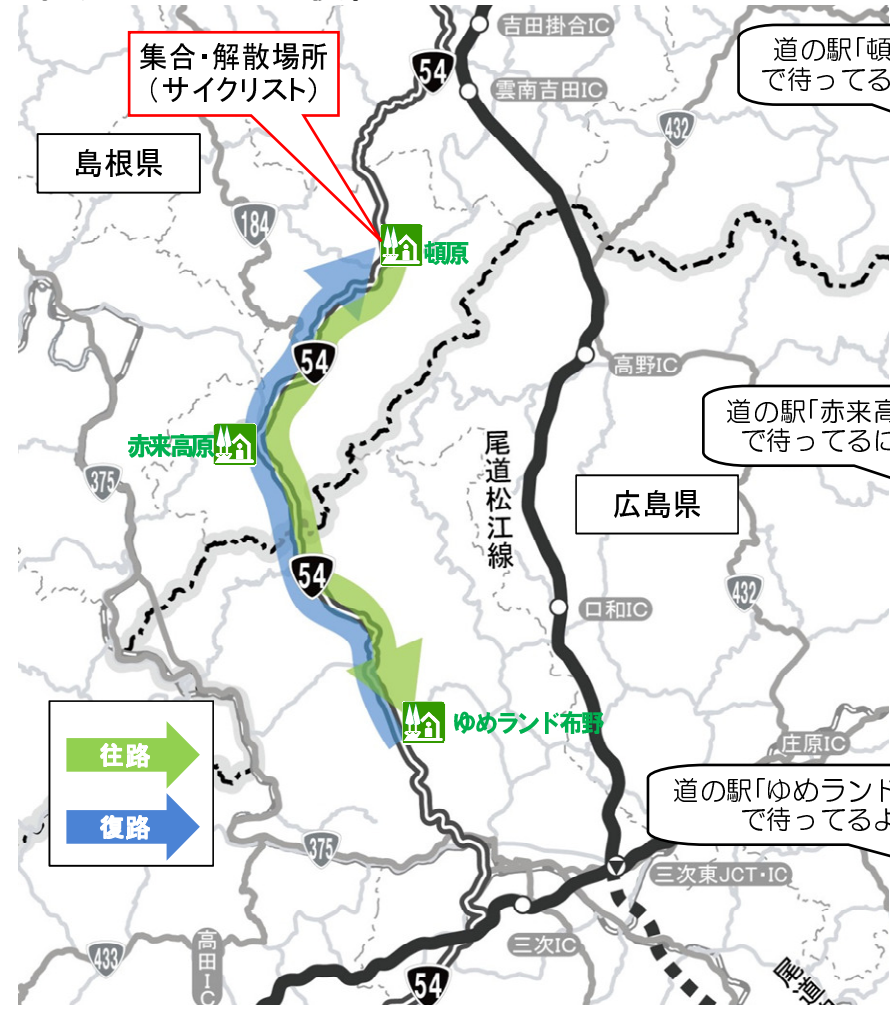 吉田掛合IC
集合・解散場所
（サイクリスト）
54
道の駅「頓
で待ってる
雲南吉田IC
432
島根県
184
頓原
54
高野IC
道の駅「赤来高
で待ってるに
赤来高原
尾道松江線
375
広島県
54
432
口和IC
ゆめランド布野
往路
庄原IC
道の駅「ゆめランド
で待ってるよ
復路
375
三次東JCT・IC
三次IC
高田IC
433
54
尾道